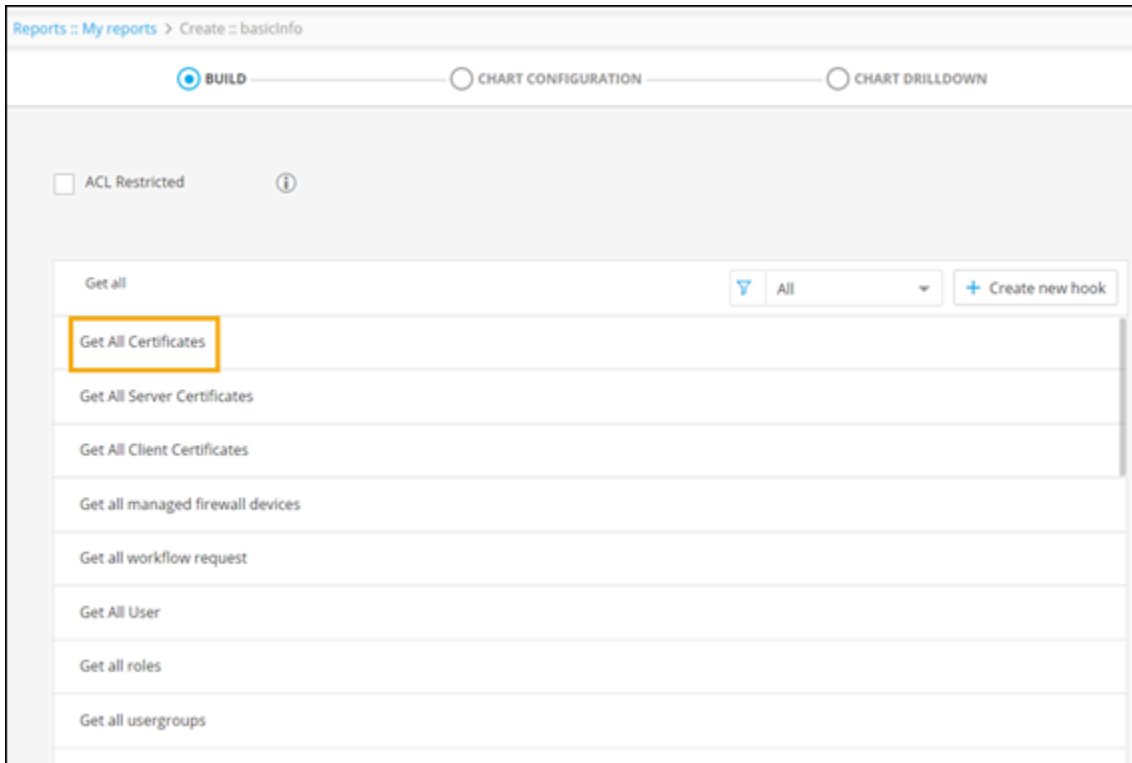 Reports :: My reports > Create :: basicInfo
BUILD CHART CONFIGURATION CHART DRILLDOWN
ACL Restricted
Get all All + Create new hook
Get All Certificates
Get All Server Certificates
Get All Client Certificates
Get all managed firewall devices
Get all workflow request
Get All User
Get all roles
Get all usergroups